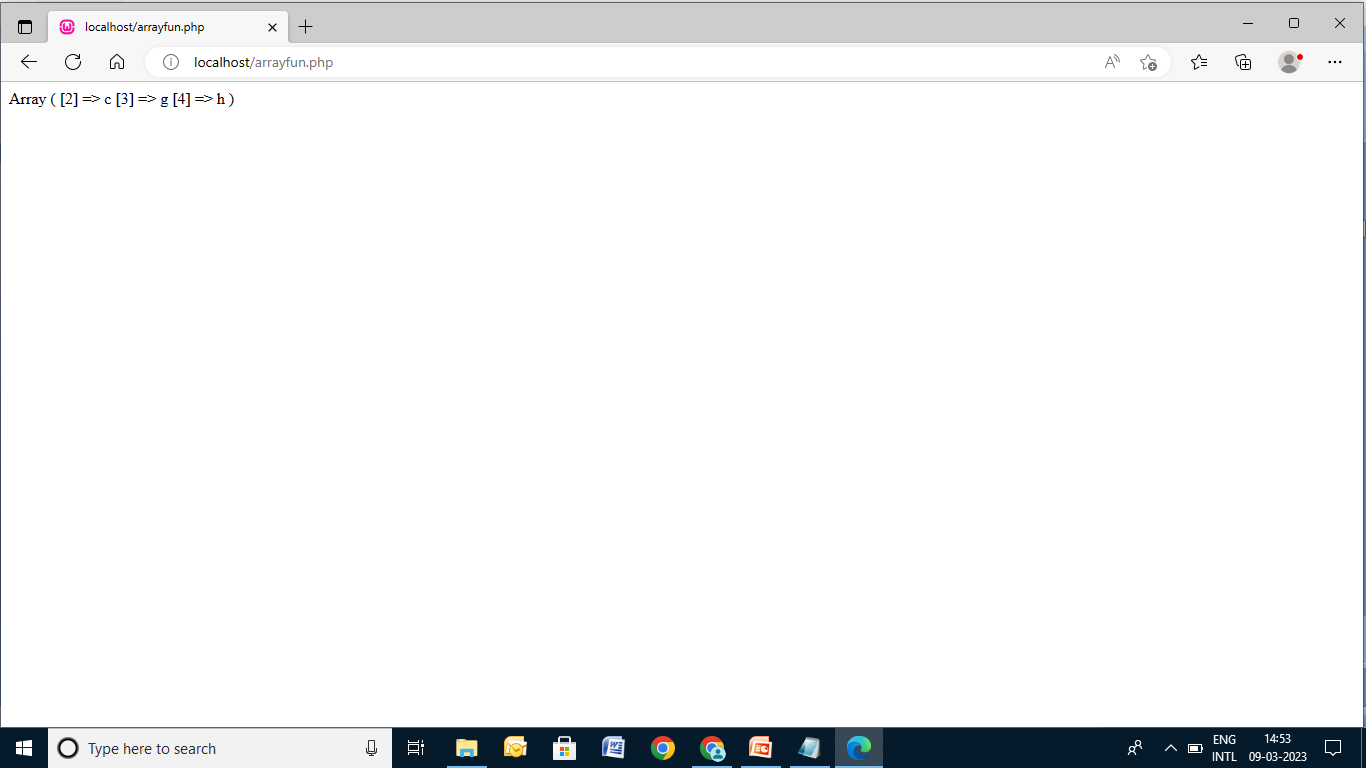 localhost/arrayfun.php
localhost/arrayfun.php
Array ( [2] => c [3] => g [4] => h )
Type here to search
ENG
INTL
14:53
09-03-2023